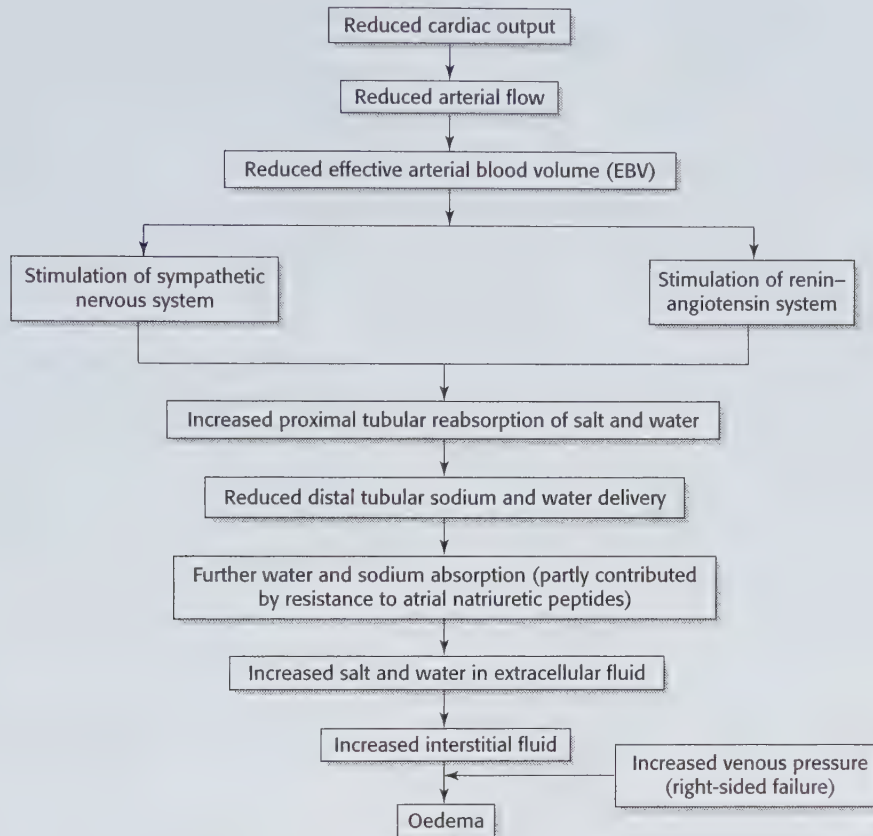 Reduced cardiac output
Reduced arterial flow
Reduced effective arterial blood volume (EBV)
Stimulation of sympathetic
nervous system
Stimulation of renin–
angiotensin system
Increased proximal tubular reabsorption of salt and water
Reduced distal tubular sodium and water delivery
Further water and sodium absorption (partly contributed
by resistance to atrial natriuretic peptides)
Increased salt and water in extracellular fluid
Increased interstitial fluid
Increased venous pressure
(right-sided failure)
Oedema